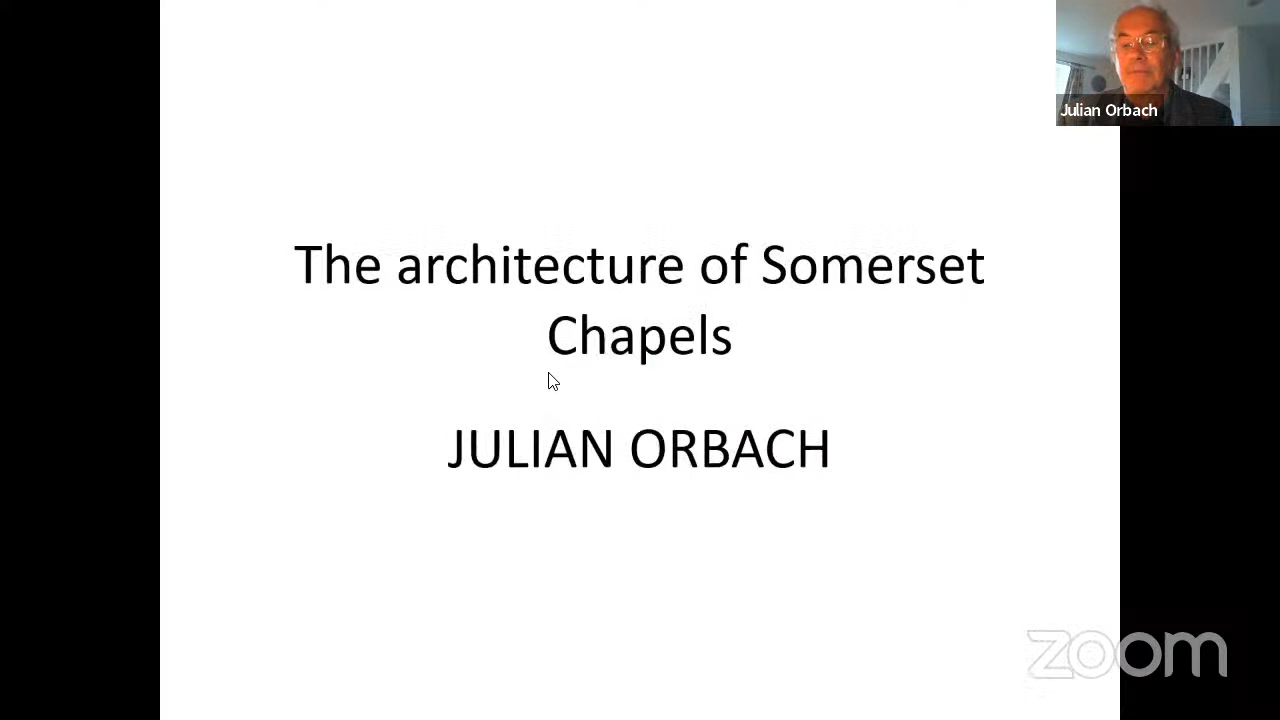 Julian Orbach
The architecture of Somerset
Chapels
JULIAN ORBACH
zoom